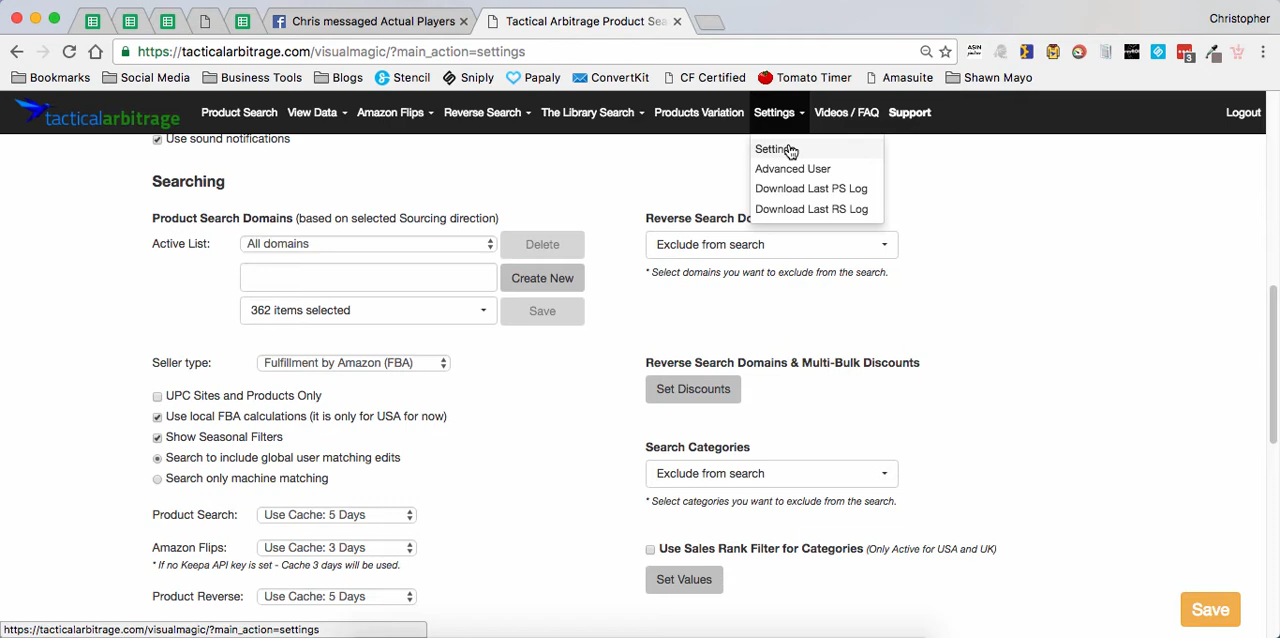 Chris messaged Actual Players
Tactical Arbitrage Product Sea
Christopher
https://tacticalarbitrage.com/visualmagic/?main_action=settings
ASIN
3
Bookmarks Social Media Business Tools Blogs Stencil Sniply Papaly ConvertKit CF Certified Tomato Timer Amasuite Shawn Mayo
tacticalarbitrage Product Search View Data Amazon Flips Reverse Search The Library Search Products Variation Settings Videos / FAQ Support Logout
Use sound notifications
Settings
Advanced User
Download Last PS Log
Download Last RS Log
Searching
Product Search Domains (based on selected Sourcing direction)
Active List: All domains Delete
Create New
362 items selected Save
Reverse Search Do
Exclude from search
* Select domains you want to exclude from the search.
Seller type: Fulfillment by Amazon (FBA)
UPC Sites and Products Only
Use local FBA calculations (it is only for USA for now)
Show Seasonal Filters
Search to include global user matching edits
Search only machine matching
Reverse Search Domains & Multi-Bulk Discounts
Set Discounts
Search Categories
Exclude from search
* Select categories you want to exclude from the search.
Product Search: Use Cache: 5 Days
Amazon Flips: Use Cache: 3 Days
* If no Keepa API key is set - Cache 3 days will be used.
Product Reverse: Use Cache: 5 Days
Use Sales Rank Filter for Categories (Only Active for USA and UK)
Set Values
Save
https://tacticalarbitrage.com/visualmagic/?main_action=settings